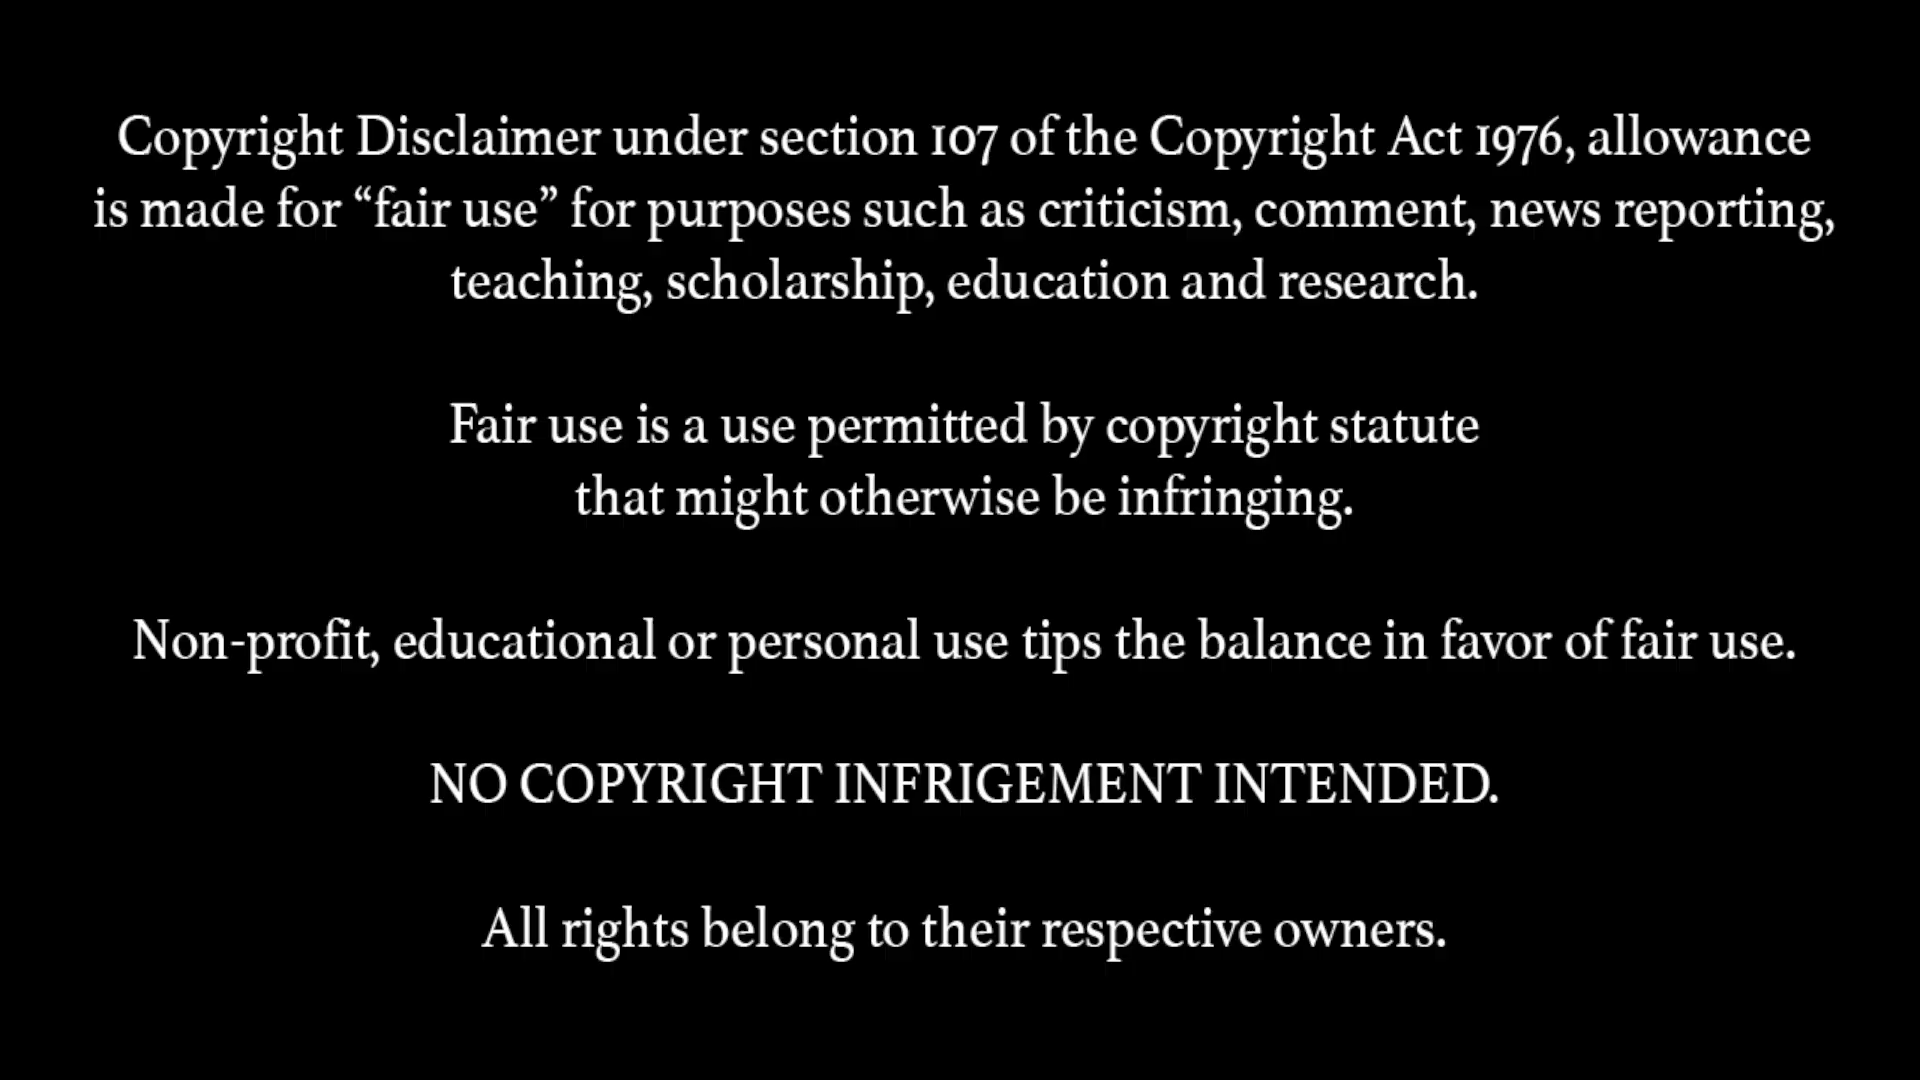 Copyright Disclaimer under section 107 of the Copyright Act 1976, allowance
is made for “fair use” for purposes such as criticism, comment, news reporting,
teaching, scholarship, education and research.
Fair use is a use permitted by copyright statute
that might otherwise be infringing.
Non-profit, educational or personal use tips the balance in favor of fair use.
NO COPYRIGHT INFRIGEMENT INTENDED.
All rights belong to their respective owners.